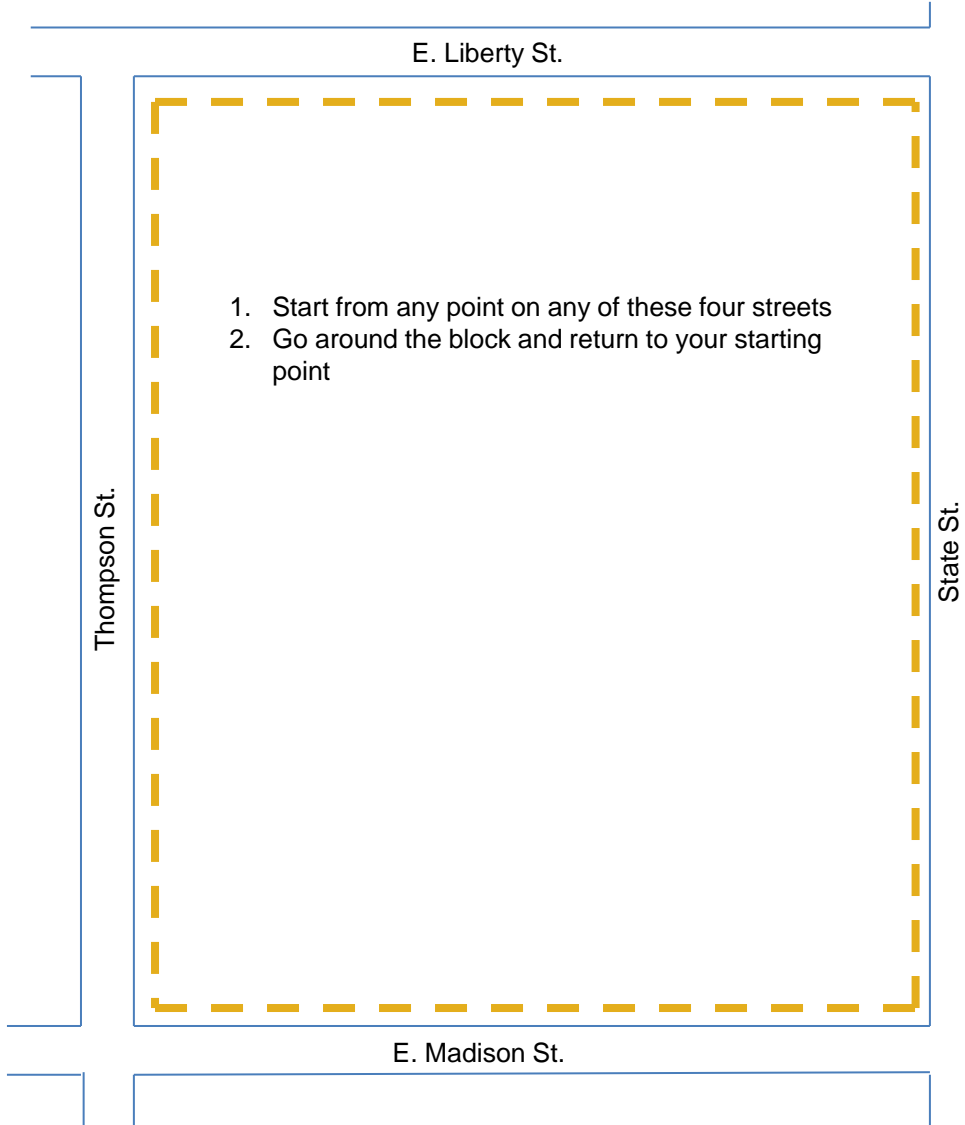 E. Liberty St.
1. Start from any point on any of these four streets
2. Go around the block and return to your starting
point
Thompson St.
State St.
E. Madison St.